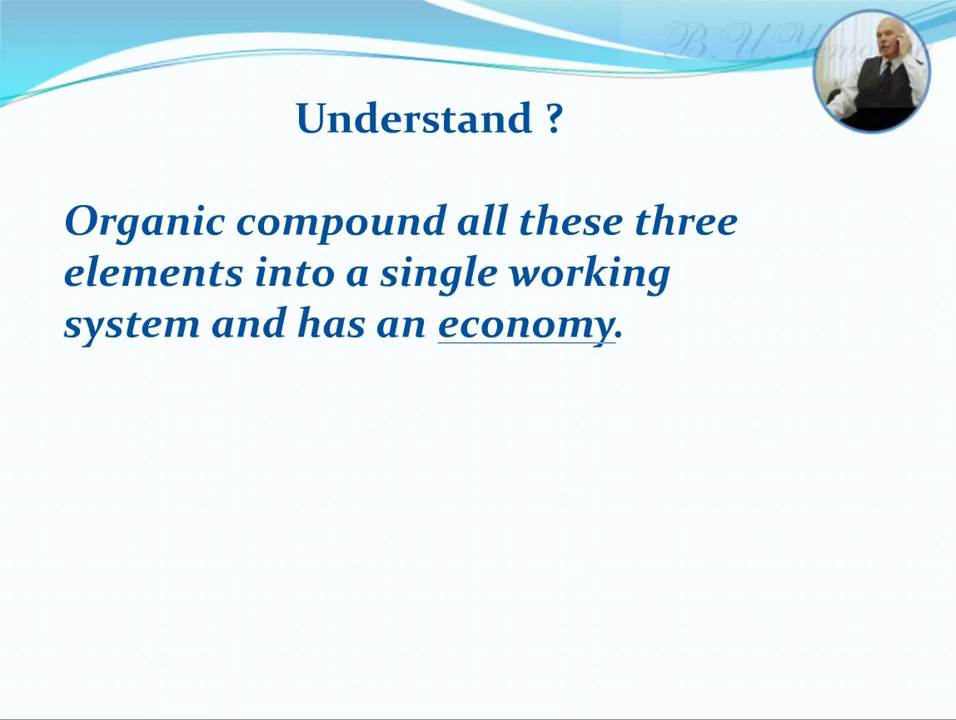 Understand ?
Organic compound all these three
elements into a single working
system and has an economy.